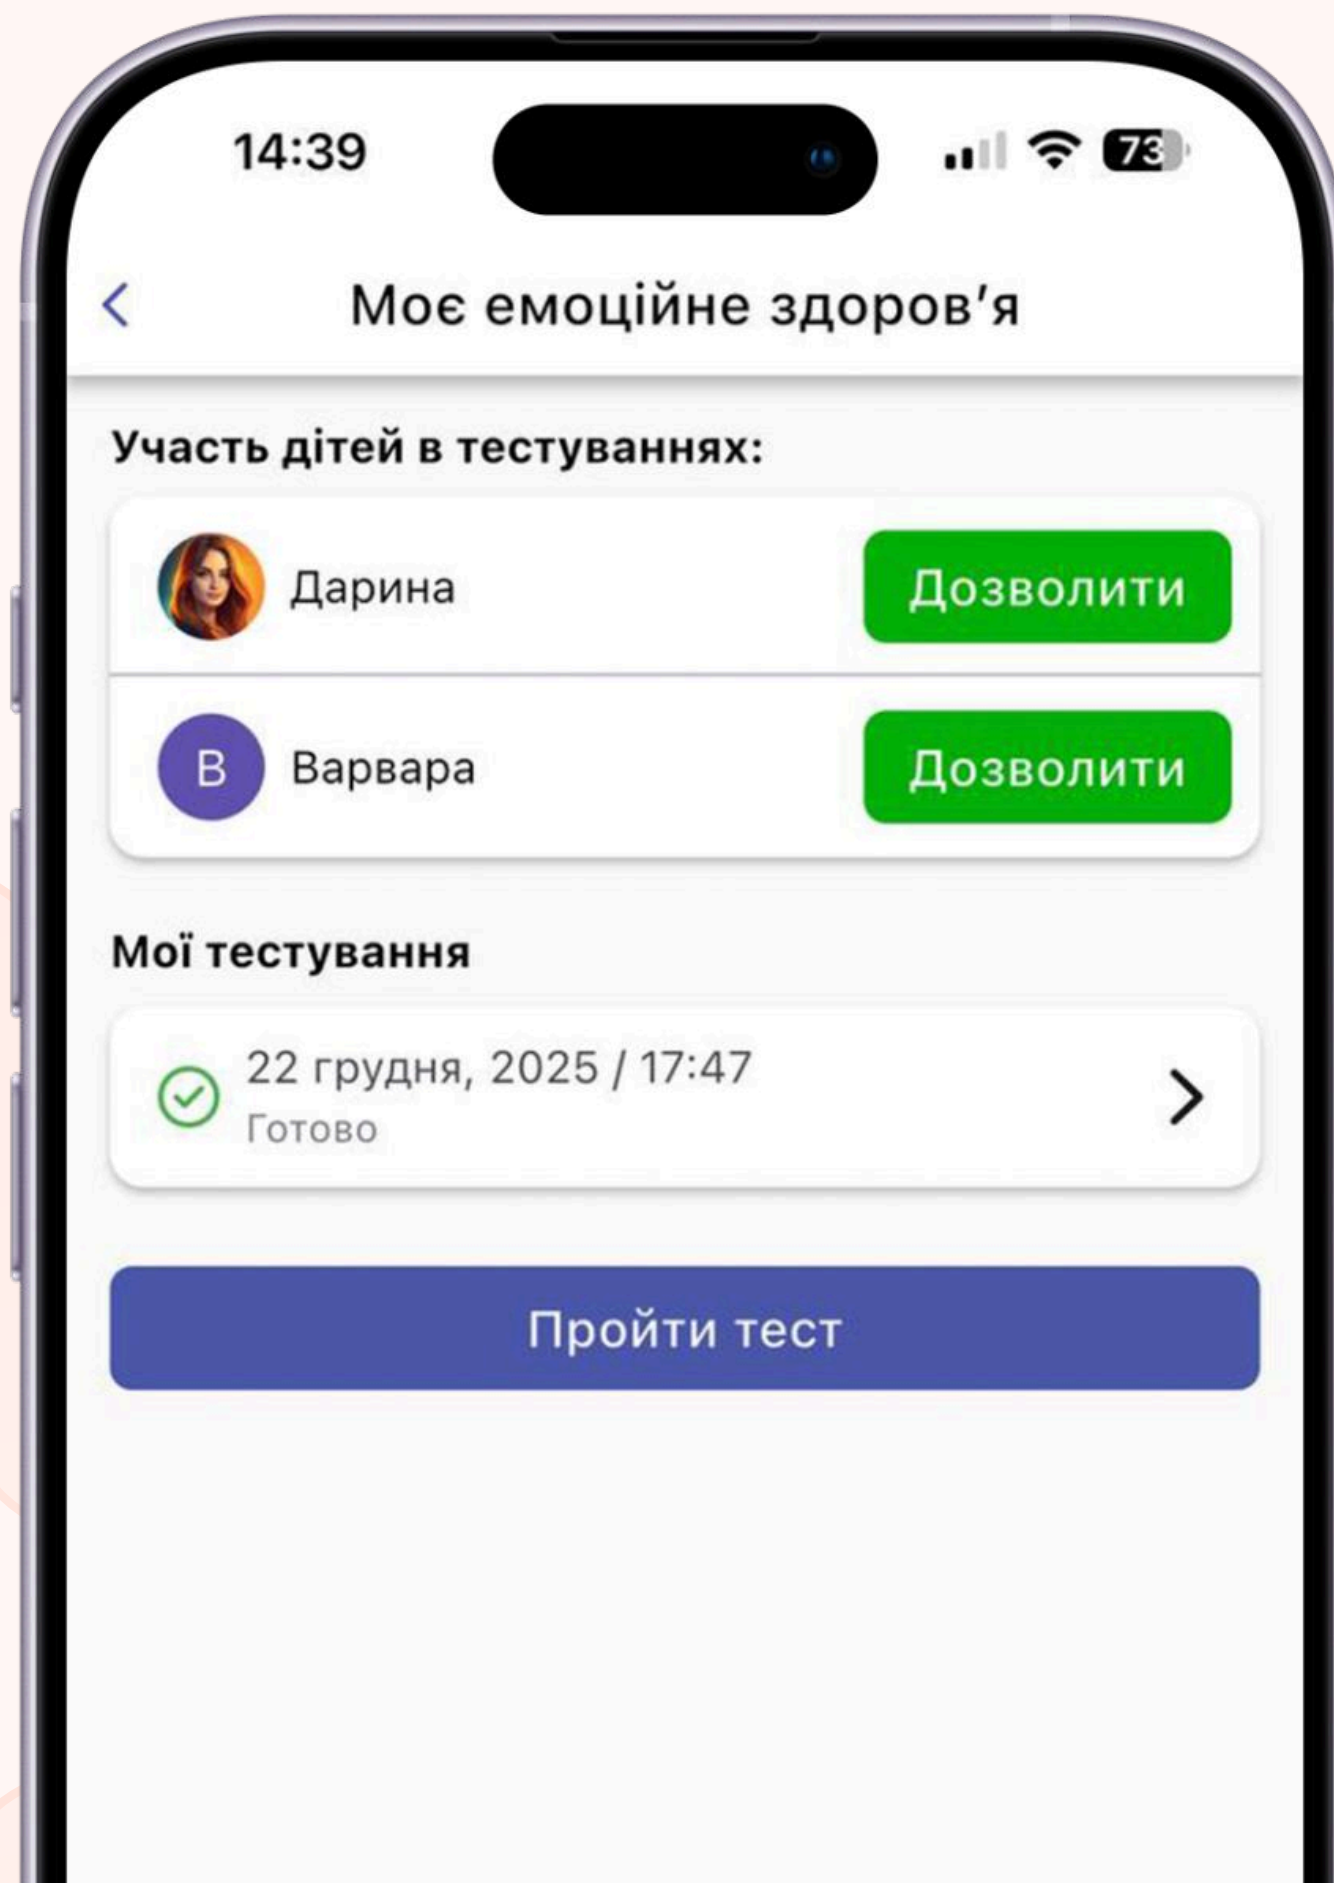 14:39
73
Моє емоційне здоров’я
Участь дітей в тестуваннях:
Дарина
Дозволити
В
Варвара
Дозволити
Мої тестування
22 грудня, 2025 / 17:47
Готово
Пройти тест